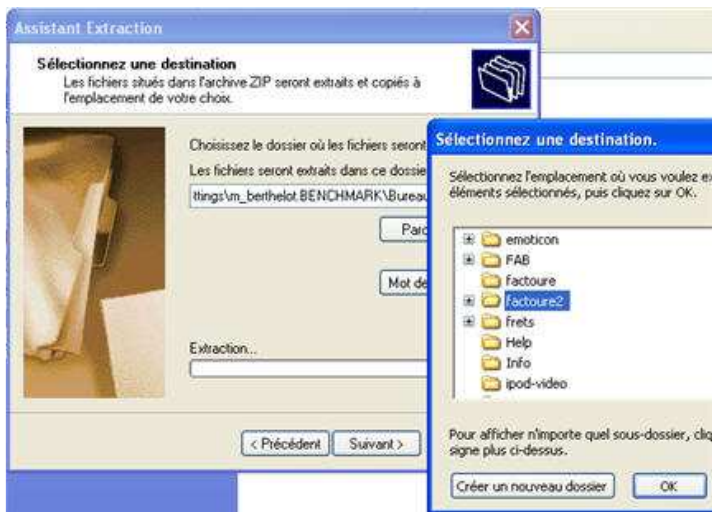 Assistant Extraction
Sélectionnez une destination
Les fichiers situés dans l'archive ZIP seront extraits et copiés à
l'emplacement de votre choix.
Choisissez le dossier où les fichiers seront
Les fichiers seront extraits dans ce dossie
ttings\m_berthelot.BENCHMARK\Bureau
Parc
Mot de
Extraction...
< Précédent
Suivant >
Sélectionnez une destination.
Sélectionnez l'emplacement où vous voulez ex
éléments sélectionnés, puis cliquez sur OK.
emoticon
FAB
factoure
factoure2
frets
Help
Info
ipod-video
Pour afficher n'importe quel sous-dossier, cliq
signe plus ci-dessus.
Créer un nouveau dossier
OK